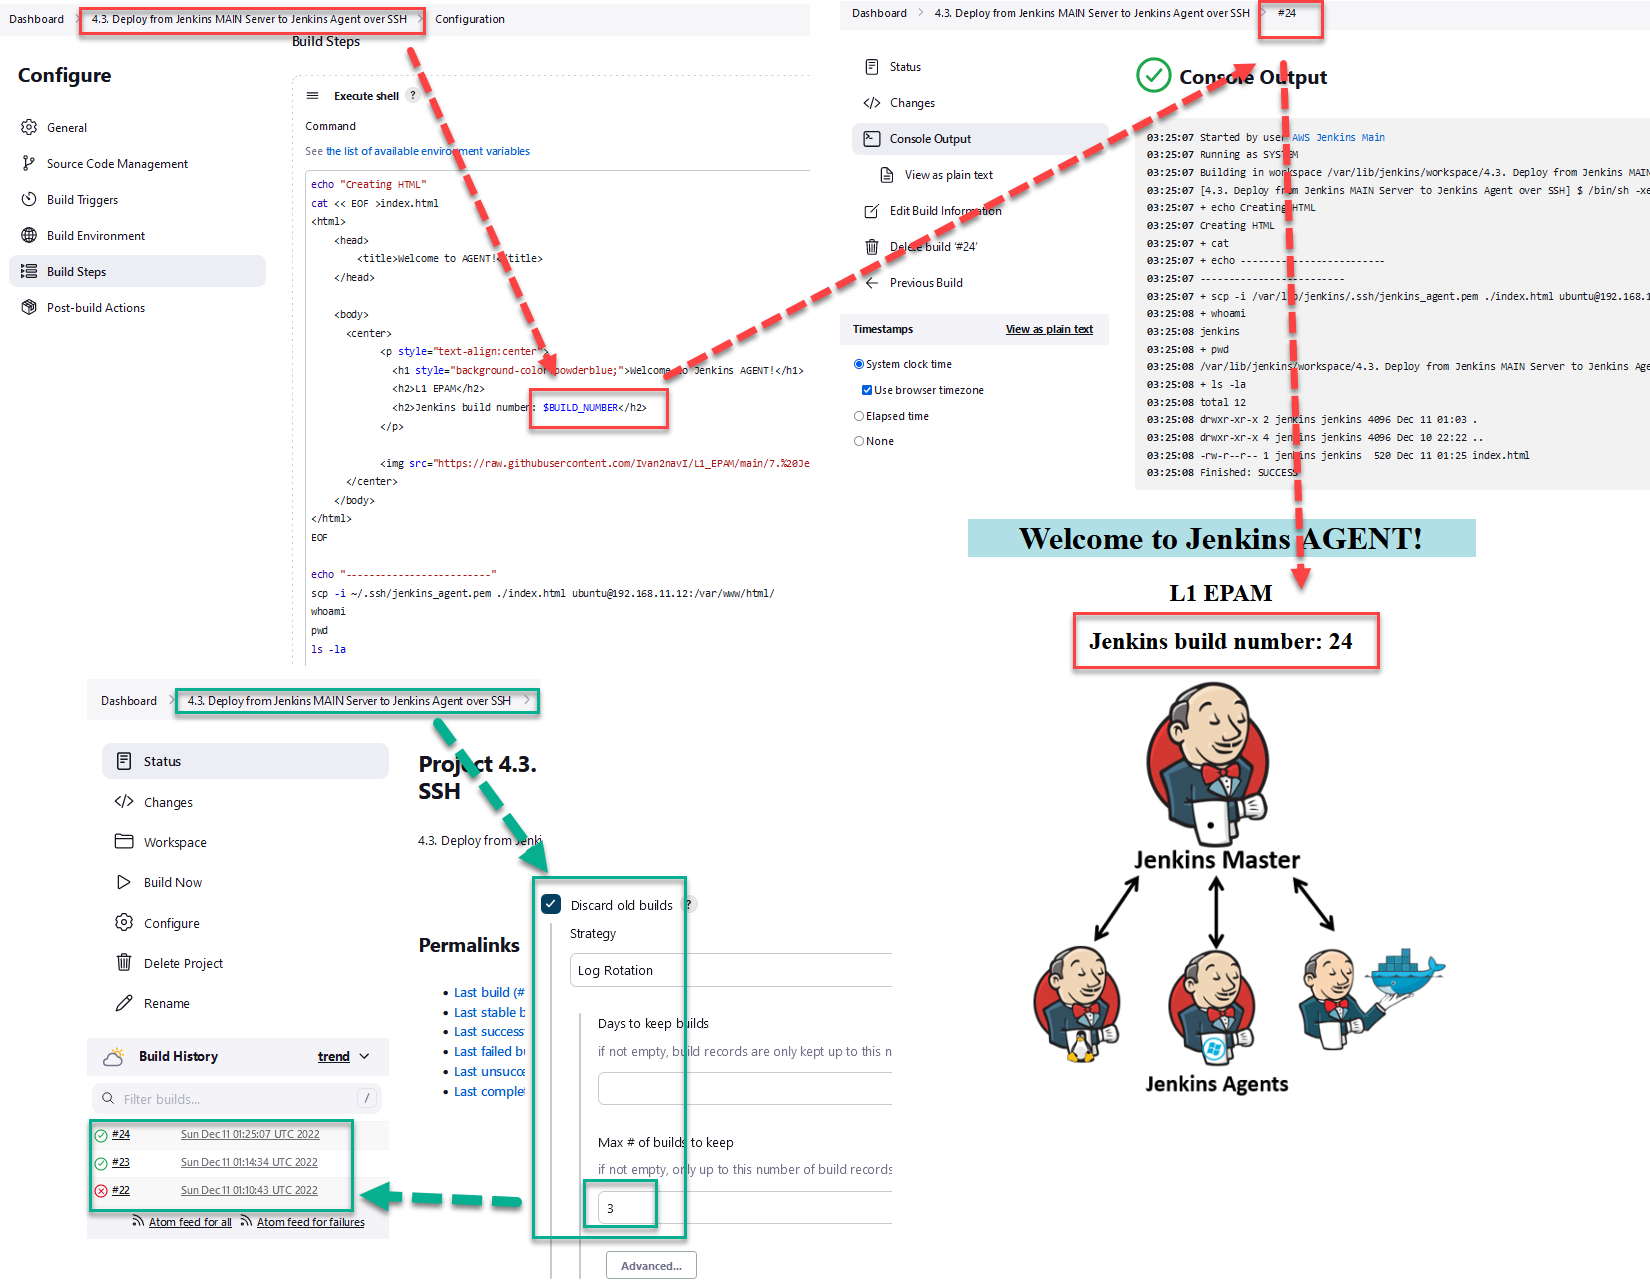 Dashboard
4.3. Deploy from Jenkins MAIN Server to Jenkins Agent over SSH
Configuration
Configure
General
Source Code Management
Build Triggers
Build Environment
Build Steps
Post-build Actions
Build Steps
Execute shell ?
Command
See the list of available environment variables
echo "Creating HTML"
cat << EOF >index.html
<html>
<head>
<title>Welcome to AGENT!</title>
</head>
<body>
<center>
<p style="text-align:center">
<h1 style="background-color:powderblue;">Welcome to Jenkins AGENT!</h1>
<h2>L1 EPAM</h2>
<h2>Jenkins build number: $BUILD_NUMBER</h2>
</p>
<img src="https://raw.githubusercontent.com/Ivan2navI/L1_EPAM/main/7.%20Je
</center>
</body>
</html>
EOF
echo "-------------------------"
scp -i ~/.ssh/jenkins_agent.pem ./index.html ubuntu@192.168.11.12:/var/www/html/
whoami
pwd
ls -la
Dashboard
4.3. Deploy from Jenkins MAIN Server to Jenkins Agent over SSH
#24
Status
Changes
Console Output
View as plain text
Edit Build Information
Delete build '#24'
Previous Build
Timestamps View as plain text
System clock time
Use browser timezone
Elapsed time
None
Console Output
03:25:07 Started by user AWS Jenkins Main
03:25:07 Running as SYSTEM
03:25:07 Building in workspace /var/lib/jenkins/workspace/4.3. Deploy from Jenkins MAIN
03:25:07 [4.3. Deploy from Jenkins MAIN Server to Jenkins Agent over SSH] $ /bin/sh -xe
03:25:07 + echo Creating HTML
03:25:07 Creating HTML
03:25:07 + cat
03:25:07 + echo -------------------------
03:25:07 -------------------------
03:25:07 + scp -i /var/lib/jenkins/.ssh/jenkins_agent.pem ./index.html ubuntu@192.168.1
03:25:08 + whoami
03:25:08 jenkins
03:25:08 + pwd
03:25:08 /var/lib/jenkins/workspace/4.3. Deploy from Jenkins MAIN Server to Jenkins Age
03:25:08 + ls -la
03:25:08 total 12
03:25:08 drwxr-xr-x 2 jenkins jenkins 4096 Dec 11 01:03 .
03:25:08 drwxr-xr-x 4 jenkins jenkins 4096 Dec 10 22:22 ..
03:25:08 -rw-r--r-- 1 jenkins jenkins 520 Dec 11 01:25 index.html
03:25:08 Finished: SUCCESS
Welcome to Jenkins AGENT!
L1 EPAM
Jenkins build number: 24
Jenkins Master
Jenkins Agents
Dashboard
4.3. Deploy from Jenkins MAIN Server to Jenkins Agent over SSH
Status
Changes
Workspace
Build Now
Configure
Delete Project
Rename
Build History trend
Filter builds... /
#24 Sun Dec 11 01:25:07 UTC 2022
#23 Sun Dec 11 01:14:34 UTC 2022
#22 Sun Dec 11 01:10:43 UTC 2022
Atom feed for all Atom feed for failures
Project 4.3.
SSH
4.3. Deploy from Jenki
Permalinks
Last build (#
Last stable b
Last success
Last failed bu
Last unsucce
Last complet
Discard old builds ?
Strategy
Log Rotation
Days to keep builds
if not empty, build records are only kept up to this n
Max # of builds to keep
if not empty, only up to this number of build records
3
Advanced...